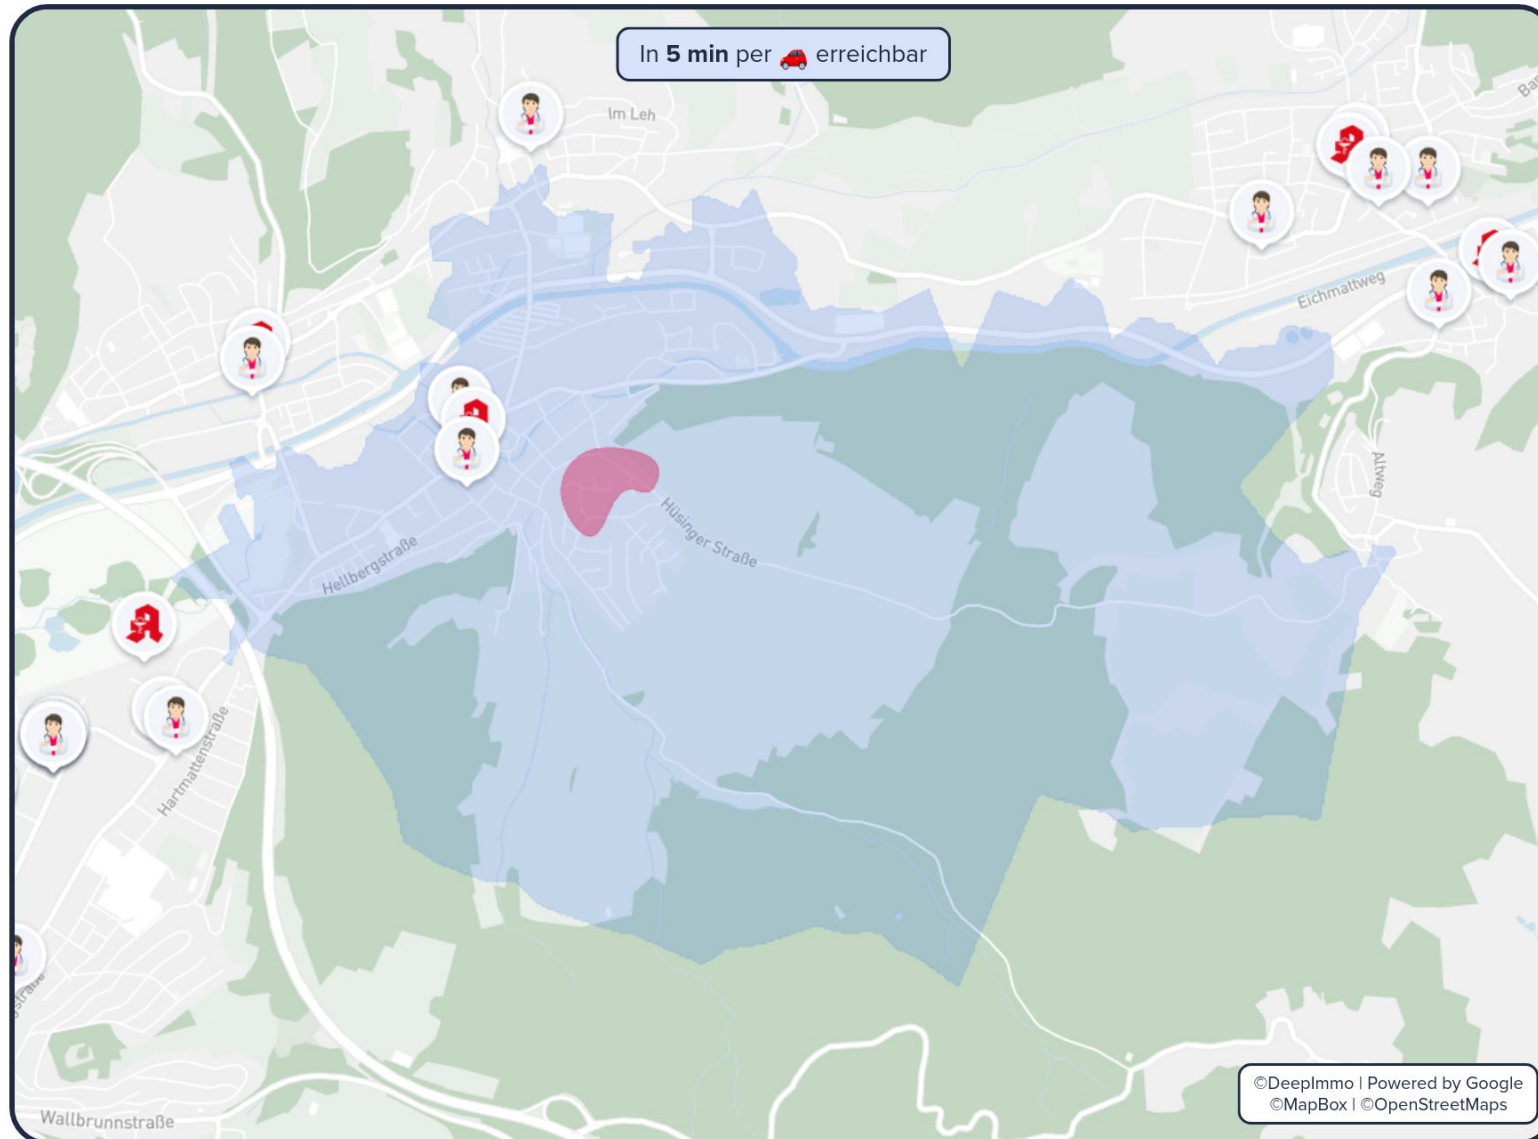 In 5 min per erreichbar
Im Leh
Eichmattweg
Altweg
Hüsinger Straße
Hellbergstraße
Hartmattenstraße
Wallbrunnstraße
©DeepImmo | Powered by Google
©MapBox | ©OpenStreetMaps